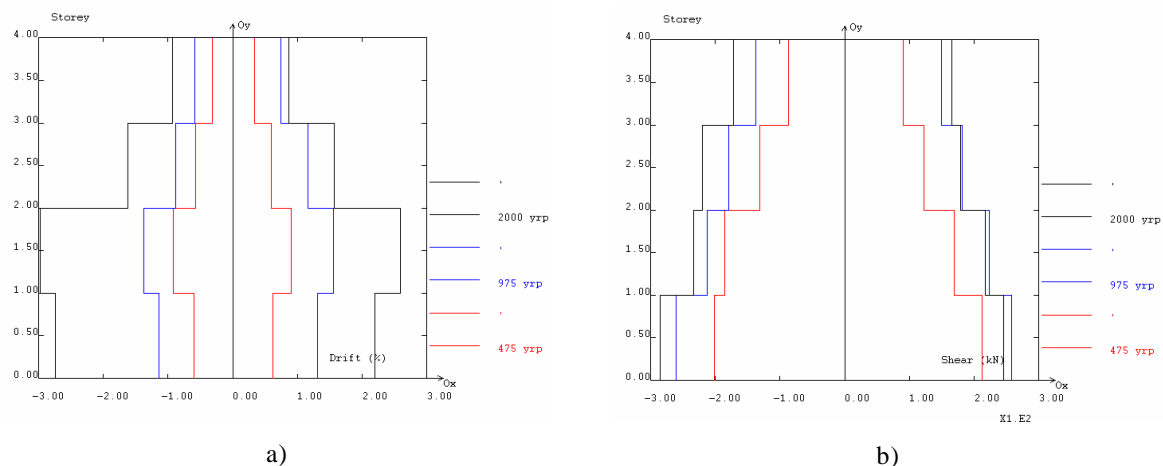 Storey
Oy
4.00
3.50
3.00
2.50
2.00
1.50
1.00
0.50
0.00
2000 yrp
975 yrp
475 yrp
Drift (%)
Ox
-3.00 -2.00 -1.00 0.00 1.00 2.00 3.00
a)
Storey
Oy
4.00
3.50
3.00
2.50
2.00
1.50
1.00
0.50
0.00
2000 yrp
975 yrp
475 yrp
Shear (kN)
Ox
-3.00 -2.00 -1.00 0.00 1.00 2.00 3.00
X1.E2
b)